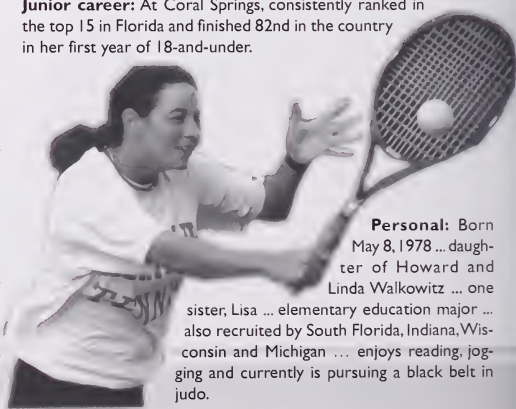 Junior career: At Coral Springs, consistently ranked in
the top 15 in Florida and finished 82nd in the country
in her first year of 18-and-under.
Personal: Born
May 8, 1978 ... daugh-
ter of Howard and
Linda Walkowitz ... one
sister, Lisa ... elementary education major ...
also recruited by South Florida, Indiana, Wis-
consin and Michigan ... enjoys reading, jog-
ging and currently is pursuing a black belt in
judo.